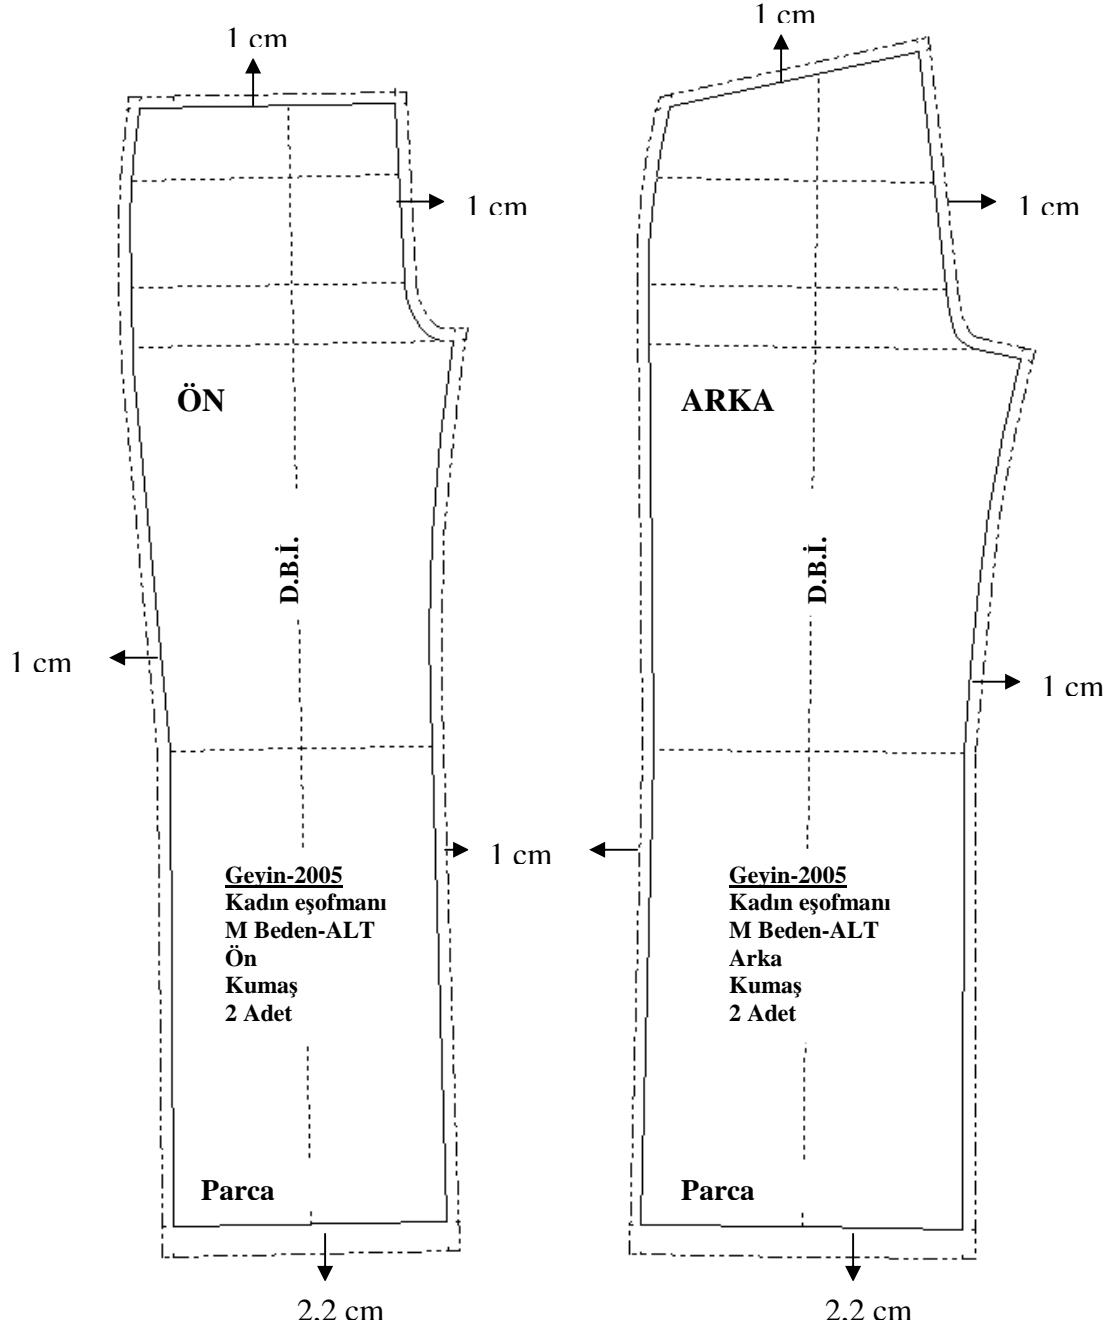 1 cm
1 cm
1 cm
1 cm
ÖN
ARKA
D.B.İ.
D.B.İ.
1 cm
1 cm
1 cm
Geyin-2005
Kadın eşofmanı
M Beden-ALT
Ön
Kumaş
2 Adet
Geyin-2005
Kadın eşofmanı
M Beden-ALT
Arka
Kumaş
2 Adet
Parca
Parca
2,2 cm
2,2 cm